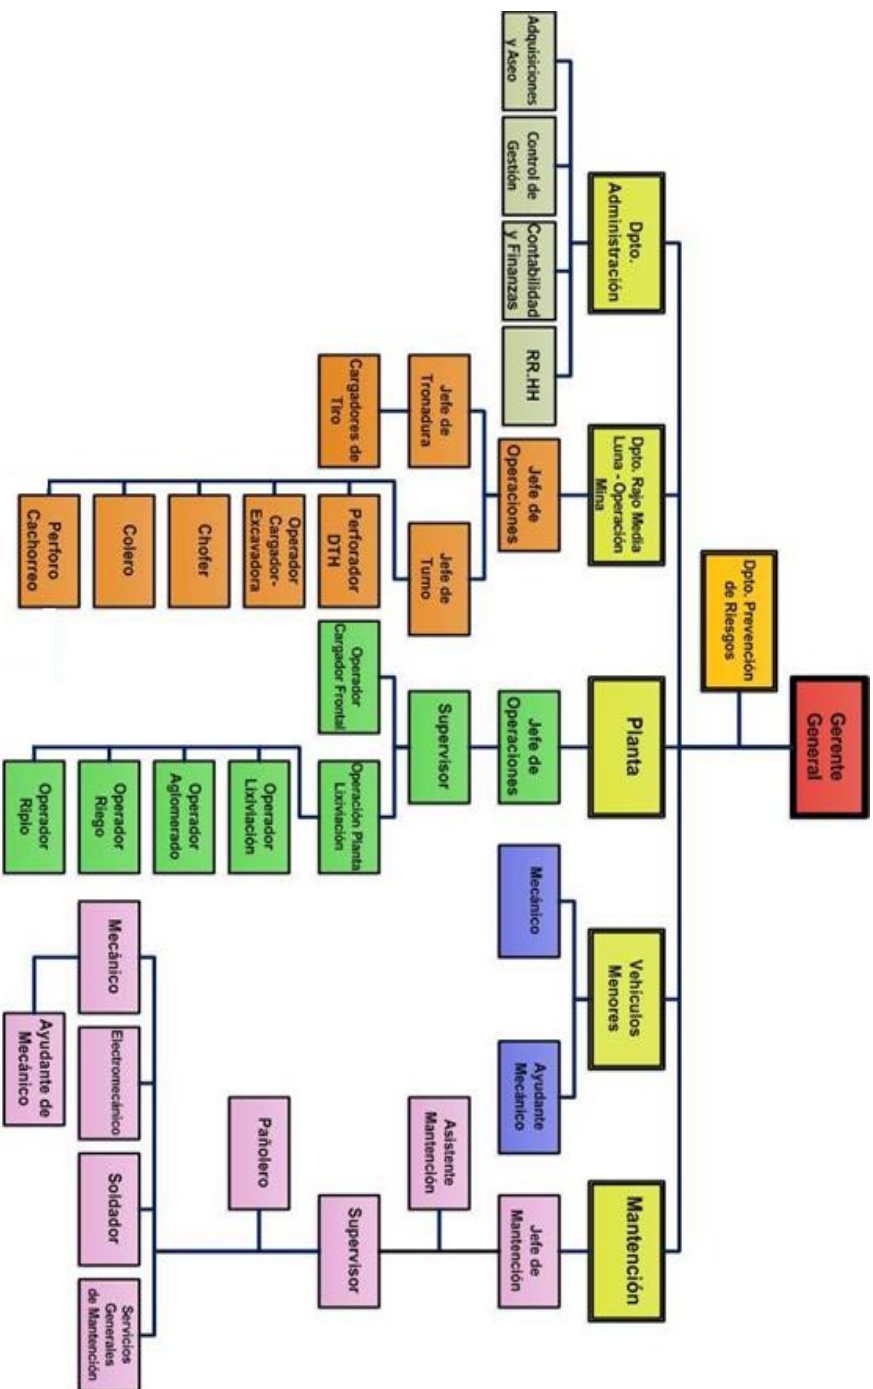 Gerente
General
Dpto. Prevención
de Riesgos
Dpto.
Administración
Adquisiciones
y Aseo
Control de
Gestión
Contabilidad
y Finanzas
RR.HH
Dpto. Rajo Media
Luna - Operación
Mina
Jefe de
Operaciones
Jefe de
Tronadura
Cargadores de
Tiro
Jefe de
Turno
Perforador
DTH
Operador
Cargador-
Excavadora
Chofer
Colero
Perforo
Cachorreo
Planta
Jefe de
Operaciones
Supervisor
Operador
Cargador Frontal
Operación Planta
Lixiviación
Operador
Lixiviación
Operador
Aglomerado
Operador
Riego
Operador
Ripio
Vehículos
Menores
Mecánico
Ayudante
Mecánico
Mantención
Jefe de
Mantención
Asistente
Mantención
Supervisor
Pañolero
Mecánico
Ayudante de
Mecánico
Electromecánico
Soldador
Servicios
Generales
de Mantención